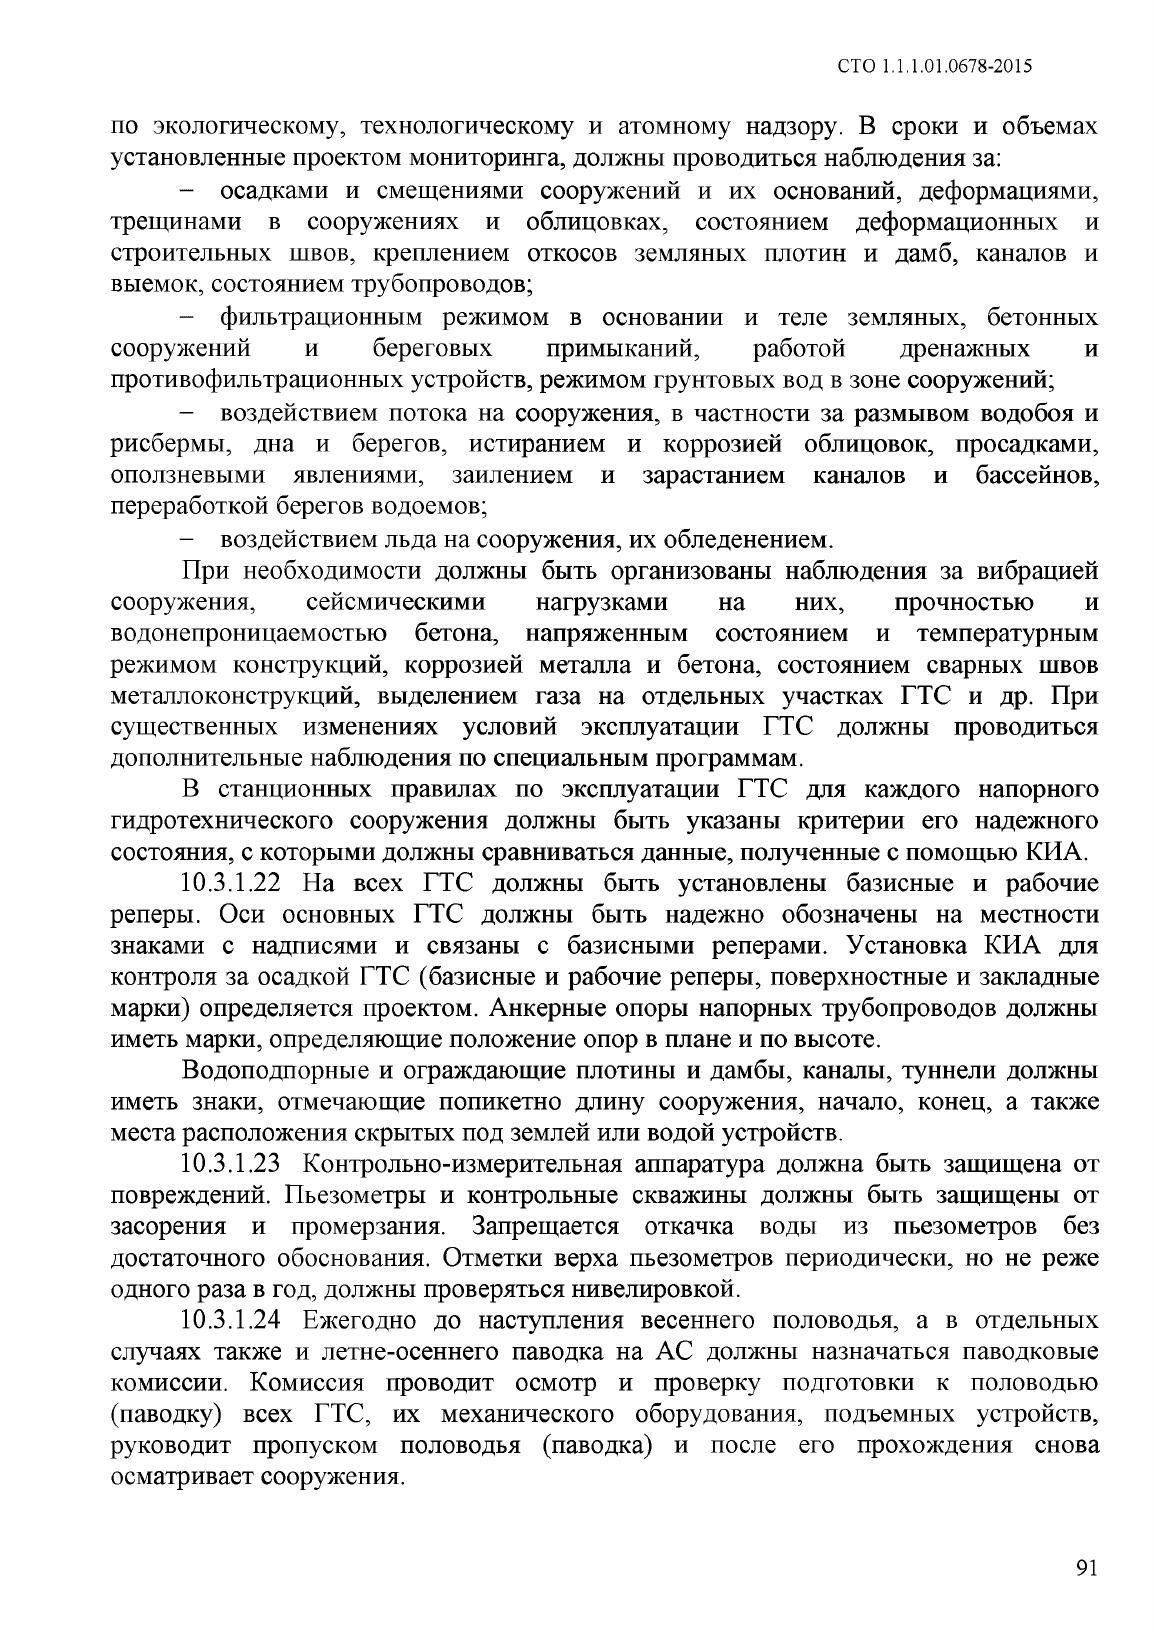 СТО 1.1.1.01.0678-2015
по экологическому, технологическому и атомному надзору. В сроки и объемах
установленные проектом мониторинга, должны проводиться наблюдения за:
– осадками и смещениями сооружений и их оснований, деформациями,
трещинами в сооружениях и облицовках, состоянием деформационных и
строительных швов, креплением откосов земляных плотин и дамб, каналов и
выемок, состоянием трубопроводов;
– фильтрационным режимом в основании и теле земляных, бетонных
сооружений и береговых примыканий, работой дренажных и
противофильтрационных устройств, режимом грунтовых вод в зоне сооружений;
– воздействием потока на сооружения, в частности за размывом водобоя и
рисбермы, дна и берегов, истиранием и коррозией облицовок, просадками,
оползневыми явлениями, заилением и зарастанием каналов и бассейнов,
переработкой берегов водоемов;
– воздействием льда на сооружения, их обледенением.
При необходимости должны быть организованы наблюдения за вибрацией
сооружения, сейсмическими нагрузками на них, прочностью и
водонепроницаемостью бетона, напряженным состоянием и температурным
режимом конструкций, коррозией металла и бетона, состоянием сварных швов
металлоконструкций, выделением газа на отдельных участках ГТС и др. При
существенных изменениях условий эксплуатации ГТС должны проводиться
дополнительные наблюдения по специальным программам.
В станционных правилах по эксплуатации ГТС для каждого напорного
гидротехнического сооружения должны быть указаны критерии его надежного
состояния, с которыми должны сравниваться данные, полученные с помощью КИА.
10.3.1.22 На всех ГТС должны быть установлены базисные и рабочие
реперы. Оси основных ГТС должны быть надежно обозначены на местности
знаками с надписями и связаны с базисными реперами. Установка КИА для
контроля за осадкой ГТС (базисные и рабочие реперы, поверхностные и закладные
марки) определяется проектом. Анкерные опоры напорных трубопроводов должны
иметь марки, определяющие положение опор в плане и по высоте.
Водоподпорные и ограждающие плотины и дамбы, каналы, туннели должны
иметь знаки, отмечающие попикетно длину сооружения, начало, конец, а также
места расположения скрытых под землей или водой устройств.
10.3.1.23 Контрольно-измерительная аппаратура должна быть защищена от
повреждений. Пьезометры и контрольные скважины должны быть защищены от
засорения и промерзания. Запрещается откачка воды из пьезометров без
достаточного обоснования. Отметки верха пьезометров периодически, но не реже
одного раза в год, должны проверяться нивелировкой.
10.3.1.24 Ежегодно до наступления весеннего половодья, а в отдельных
случаях также и летне-осеннего паводка на АС должны назначаться паводковые
комиссии. Комиссия проводит осмотр и проверку подготовки к половодью
(паводку) всех ГТС, их механического оборудования, подъемных устройств,
руководит пропуском половодья (паводка) и после его прохождения снова
осматривает сооружения.
91